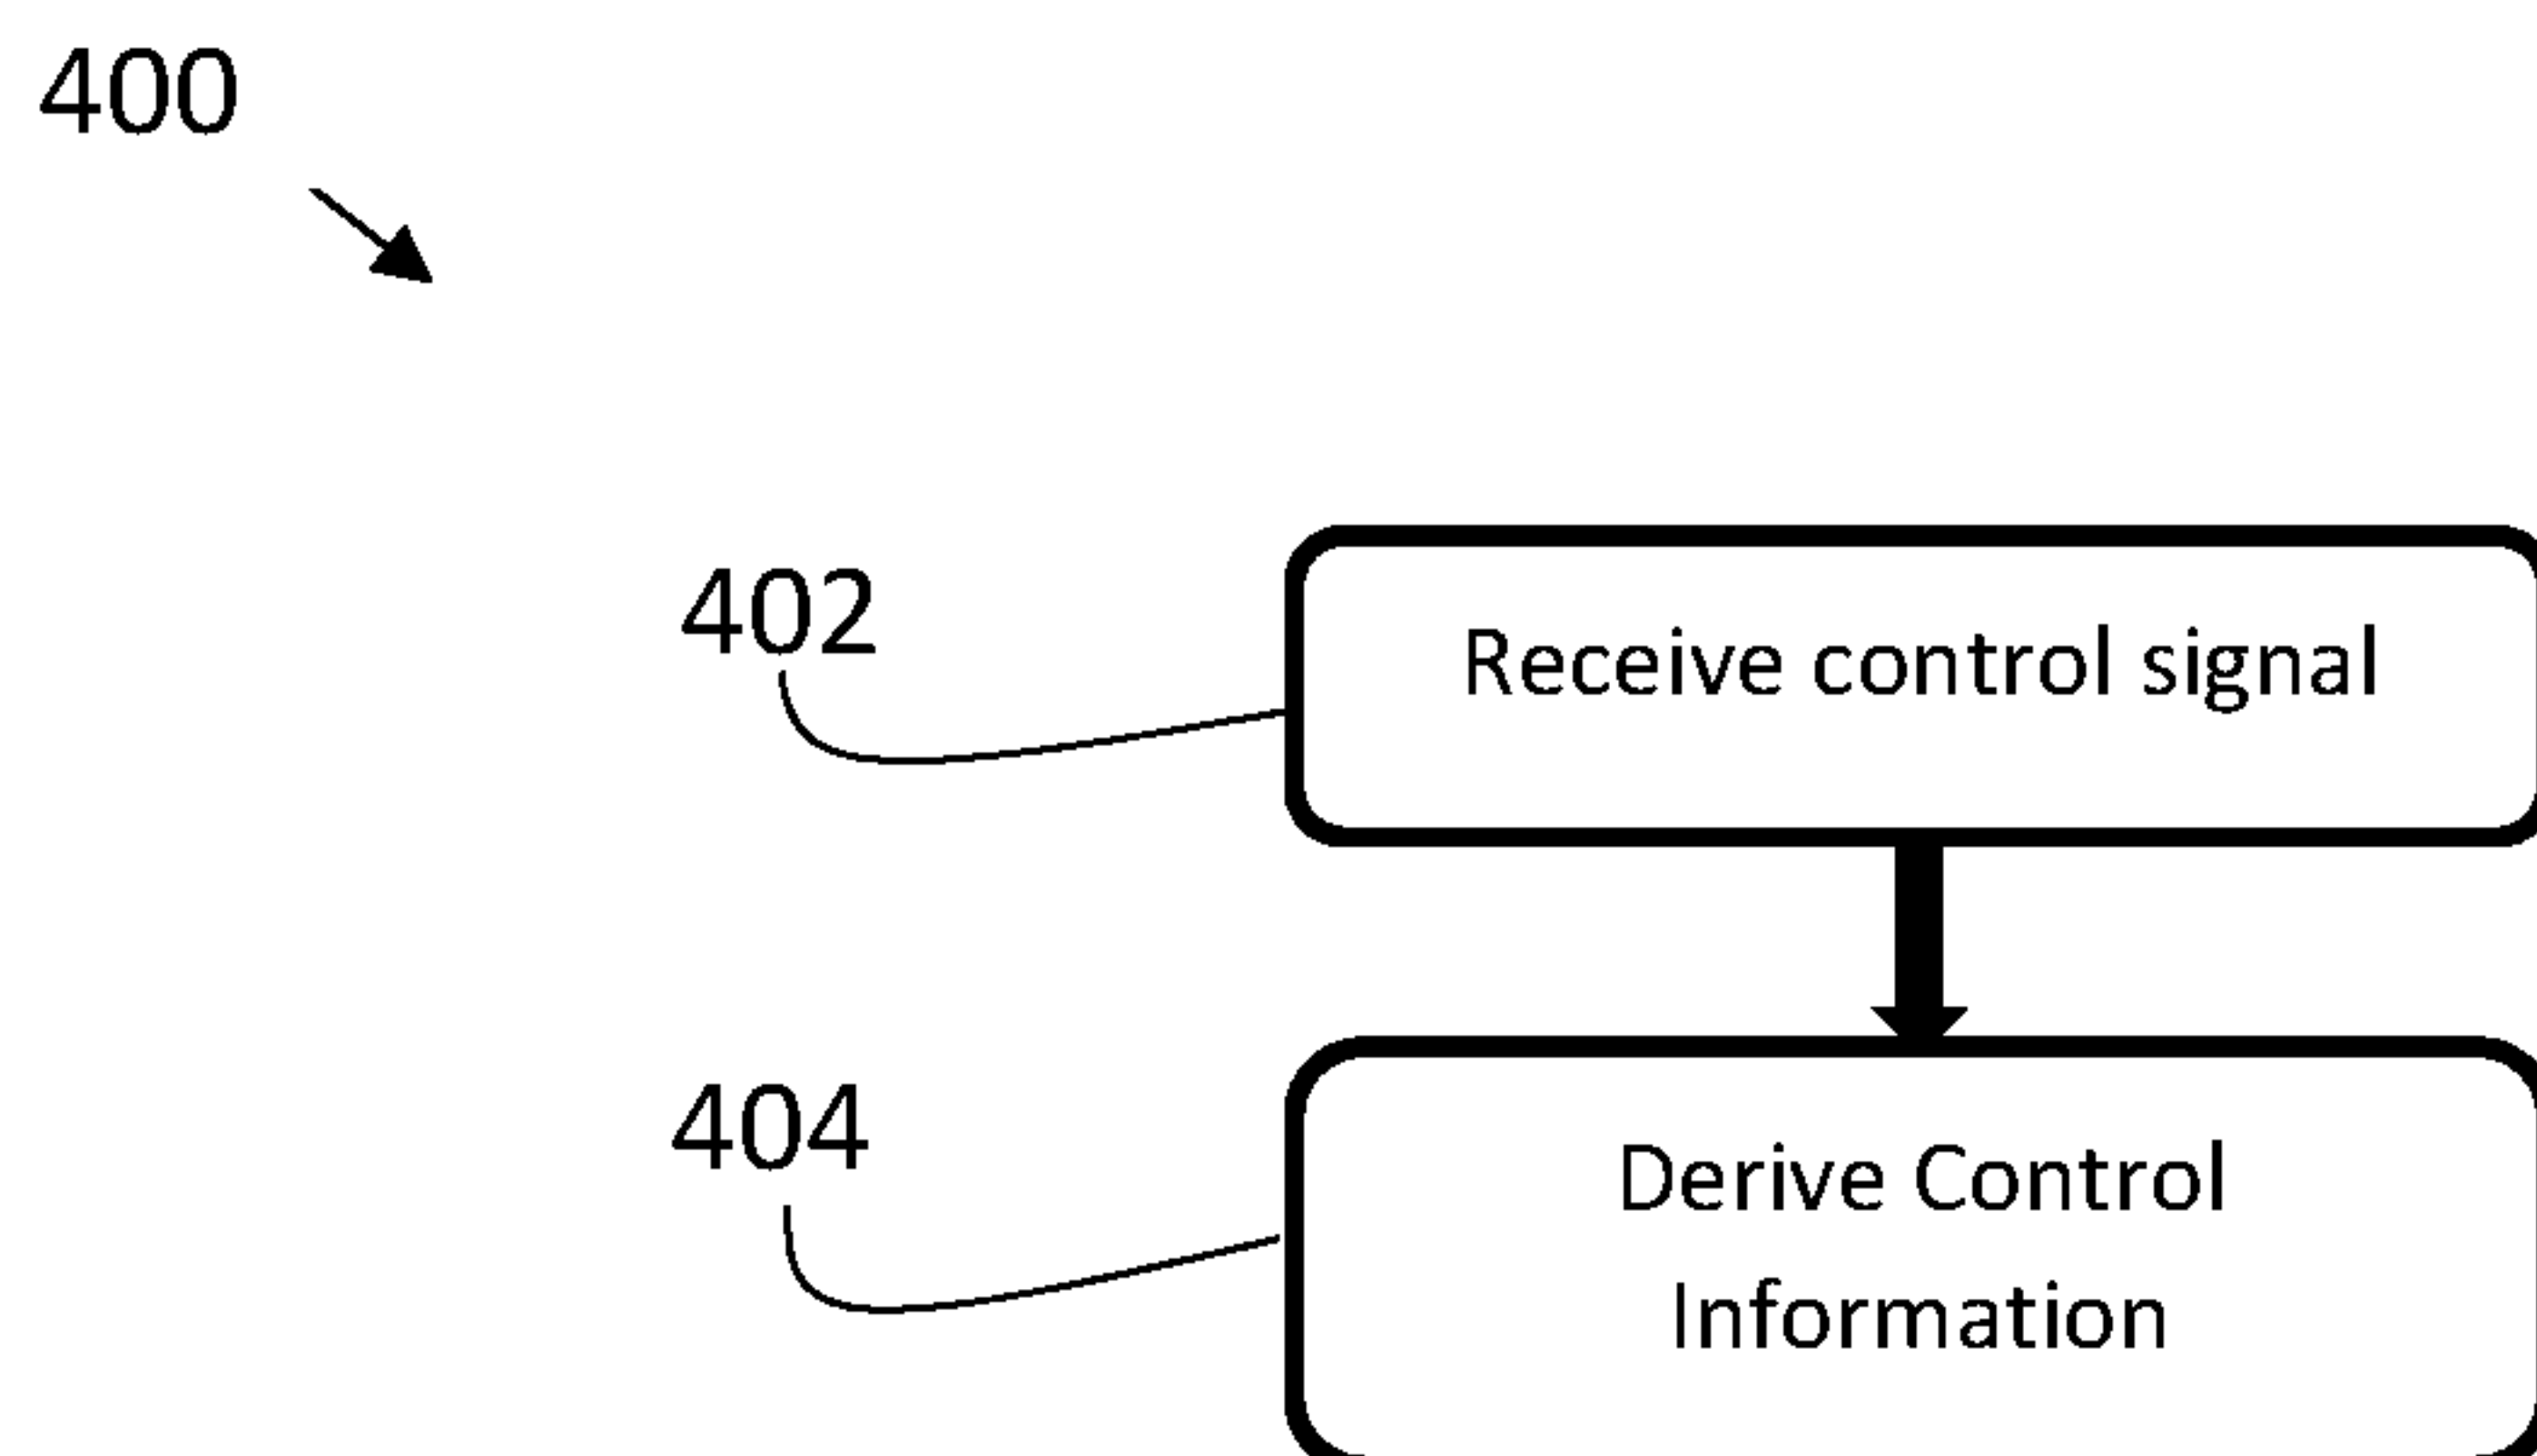 400
402
Receive control signal
404
Derive Control
Information